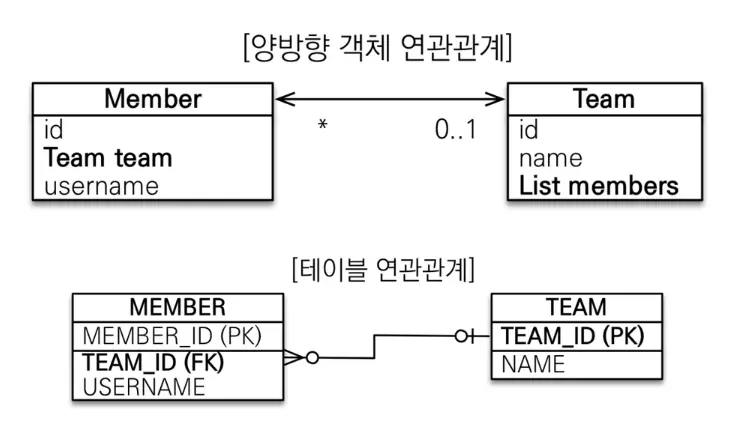 [양방향 객체 연관관계]
Member
id
Team team
username
*
0..1
Team
id
name
List members
[테이블 연관관계]
MEMBER
MEMBER_ID (PK)
TEAM_ID (FK)
USERNAME
TEAM
TEAM_ID (PK)
NAME